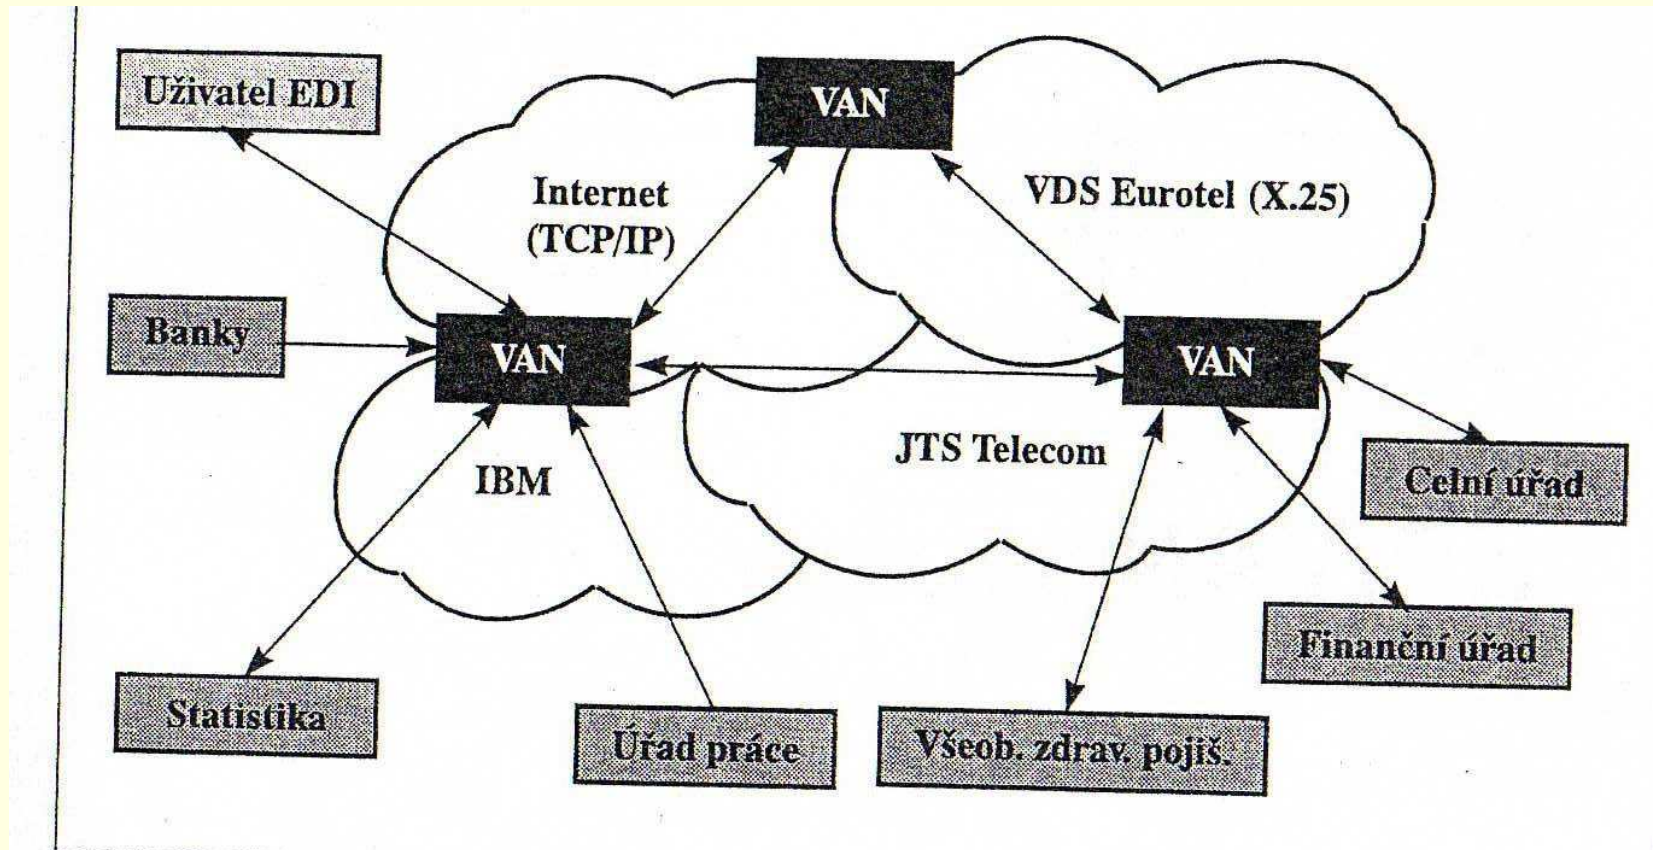 Uživatel EDI
VAN
Internet
(TCP/IP)
VDS Eurotel (X.25)
Banky
VAN
VAN
JTS Telecom
IBM
Celní úřad
Finanční úřad
Statistika
Úřad práce
Všeob. zdrav. pojiš.